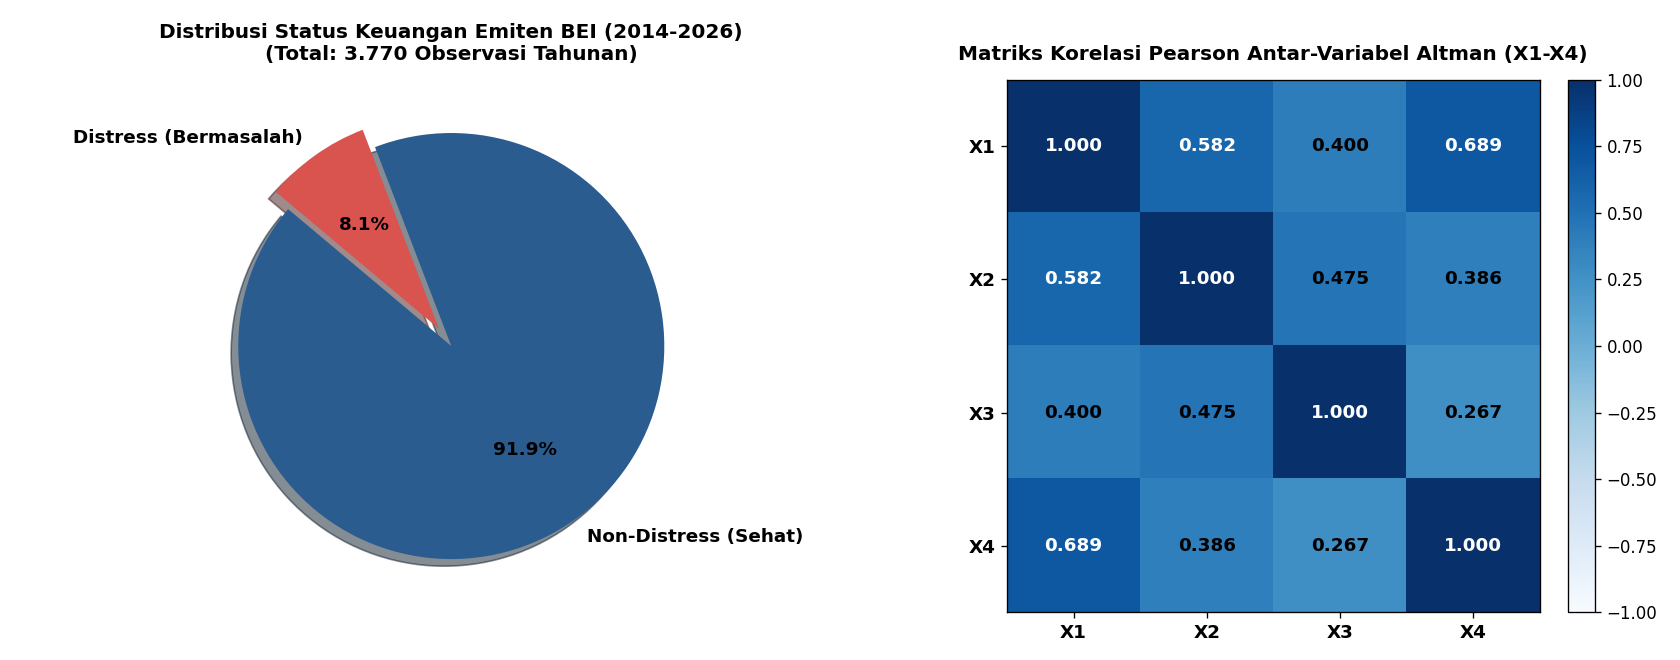 Distribusi Status Keuangan Emiten BEI (2014-2026)
(Total: 3.770 Observasi Tahunan)
Distress (Bermasalah)
8.1%
91.9%
Non-Distress (Sehat)
Matriks Korelasi Pearson Antar-Variabel Altman (X1-X4)
X1 1.000 0.582 0.400 0.689
X2 0.582 1.000 0.475 0.386
X3 0.400 0.475 1.000 0.267
X4 0.689 0.386 0.267 1.000
X1 X2 X3 X4
1.00
0.75
0.50
0.25
0.00
−0.25
−0.50
−0.75
−1.00